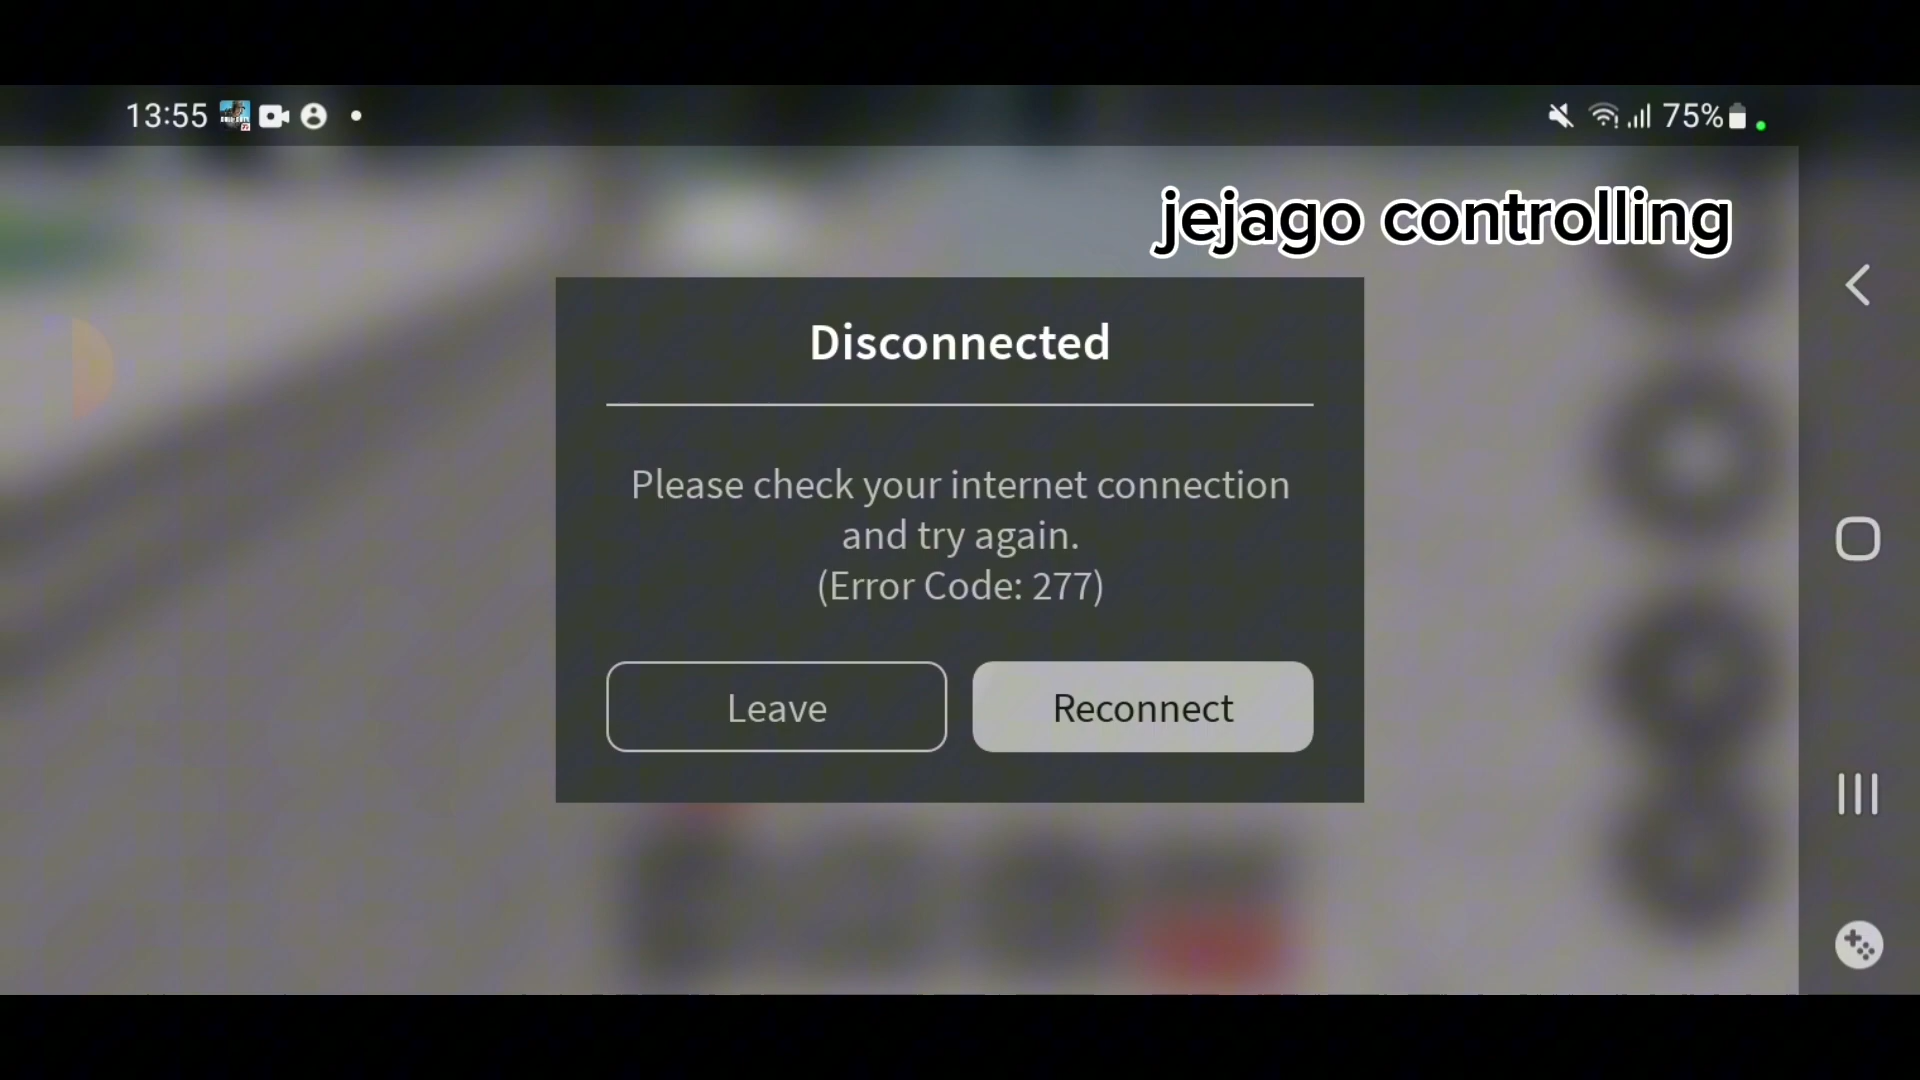 13:55
75%
jejago controlling
Disconnected
Please check your internet connection
and try again.
(Error Code: 277)
Leave
Reconnect